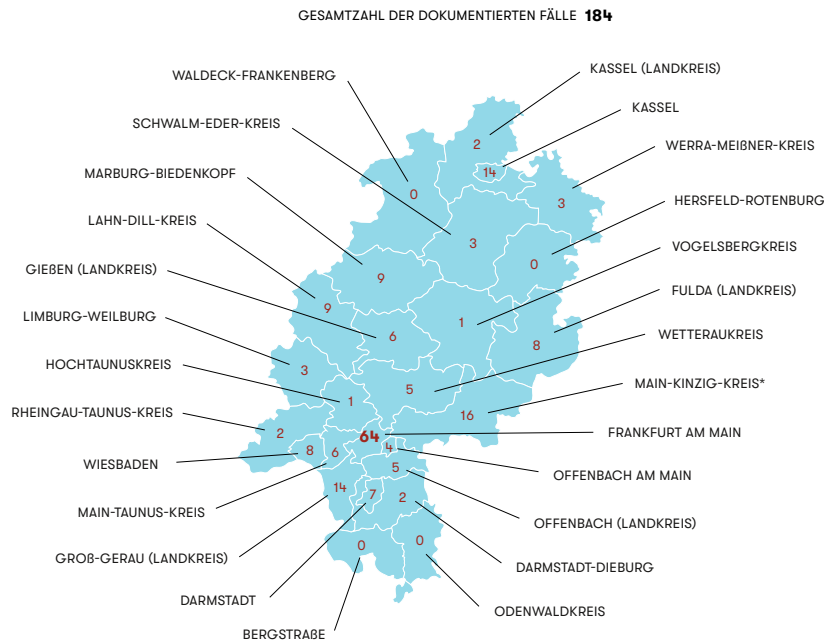 GESAMTZAHL DER DOKUMENTIERTEN FÄLLE 184
WALDECK-FRANKENBERG
KASSEL (LANDKREIS)
SCHWALM-EDER-KREIS
KASSEL
MARBURG-BIEDENKOPF
WERRA-MEIßNER-KREIS
LAHN-DILL-KREIS
HERSFELD-ROTENBURG
GIEßEN (LANDKREIS)
VOGELSBERGKREIS
LIMBURG-WEILBURG
FULDA (LANDKREIS)
HOCHTAUNUSKREIS
WETTERAUKREIS
RHEINGAU-TAUNUS-KREIS
MAIN-KINZIG-KREIS*
WIESBADEN
FRANKFURT AM MAIN
MAIN-TAUNUS-KREIS
OFFENBACH AM MAIN
GROß-GERAU (LANDKREIS)
OFFENBACH (LANDKREIS)
DARMSTADT
DARMSTADT-DIEBURG
BERGSTRAßE
ODENWALDKREIS
2
14
0
3
3
0
9
9
1
6
8
3
5
1
16
2
64
4
8
6
5
14
7
2
0
0